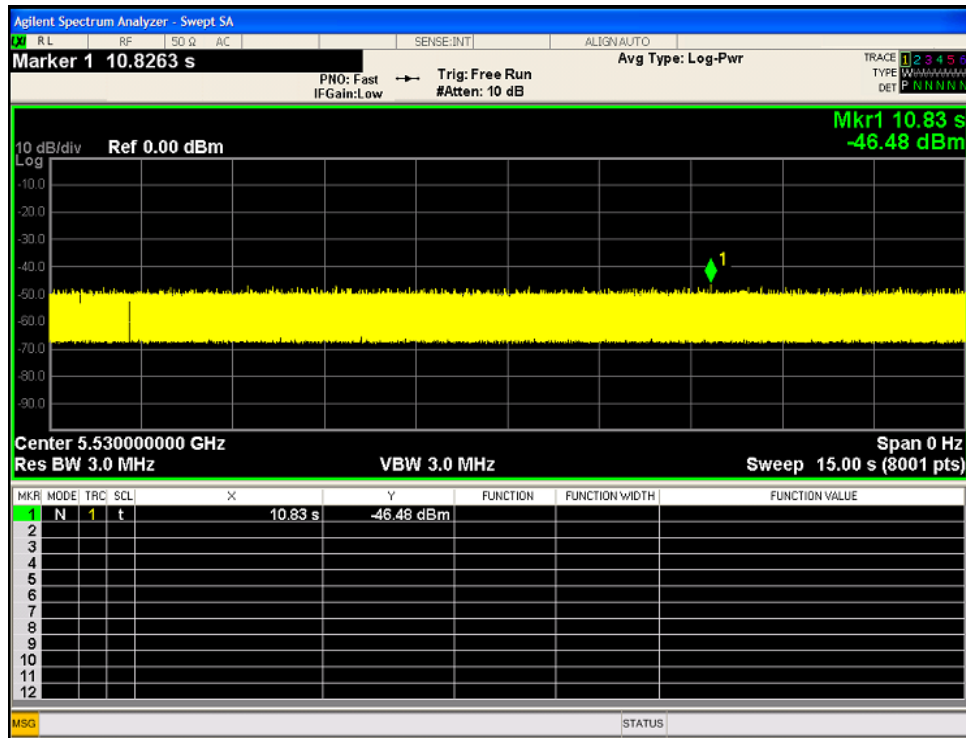 Agilent Spectrum Analyzer - Swept SA
LXI RL RF 50 Ω AC SENSE:INT ALIGNAUTO
Marker 1 10.8263 s
PNO: Fast
IFGain:Low
Trig: Free Run
#Atten: 10 dB
Avg Type: Log-Pwr
TRACE 1 2 3 4 5 6
TYPE WWWWWW
DET P N N N N N
Mkr1 10.83 s
-46.48 dBm
10 dB/div Ref 0.00 dBm
Log
-10.0
-20.0
-30.0
-40.0
1
-50.0
-60.0
-70.0
-80.0
-90.0
Center 5.530000000 GHz Span 0 Hz
Res BW 3.0 MHz VBW 3.0 MHz Sweep 15.00 s (8001 pts)
MKR MODE TRC SCL X Y FUNCTION FUNCTION WIDTH FUNCTION VALUE
1 N 1 t 10.83 s -46.48 dBm
2
3
4
5
6
7
8
9
10
11
12
MSG STATUS